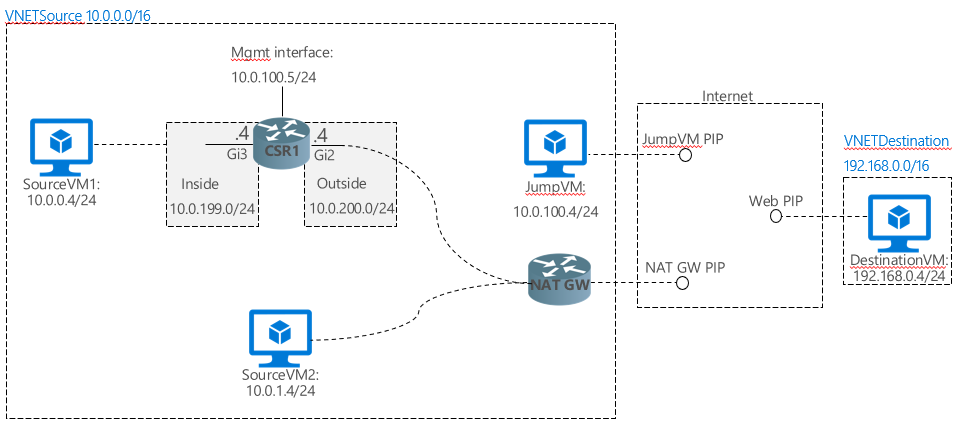 VNETSource 10.0.0.0/16
Mgmt interface:
10.0.100.5/24
.4
.4
CSR1
Gi3
Gi2
Inside
Outside
10.0.199.0/24
10.0.200.0/24
SourceVM1:
10.0.0.4/24
JumpVM:
10.0.100.4/24
NAT GW
SourceVM2:
10.0.1.4/24
Internet
JumpVM PIP
Web PIP
NAT GW PIP
VNETDestination
192.168.0.0/16
DestinationVM:
192.168.0.4/24